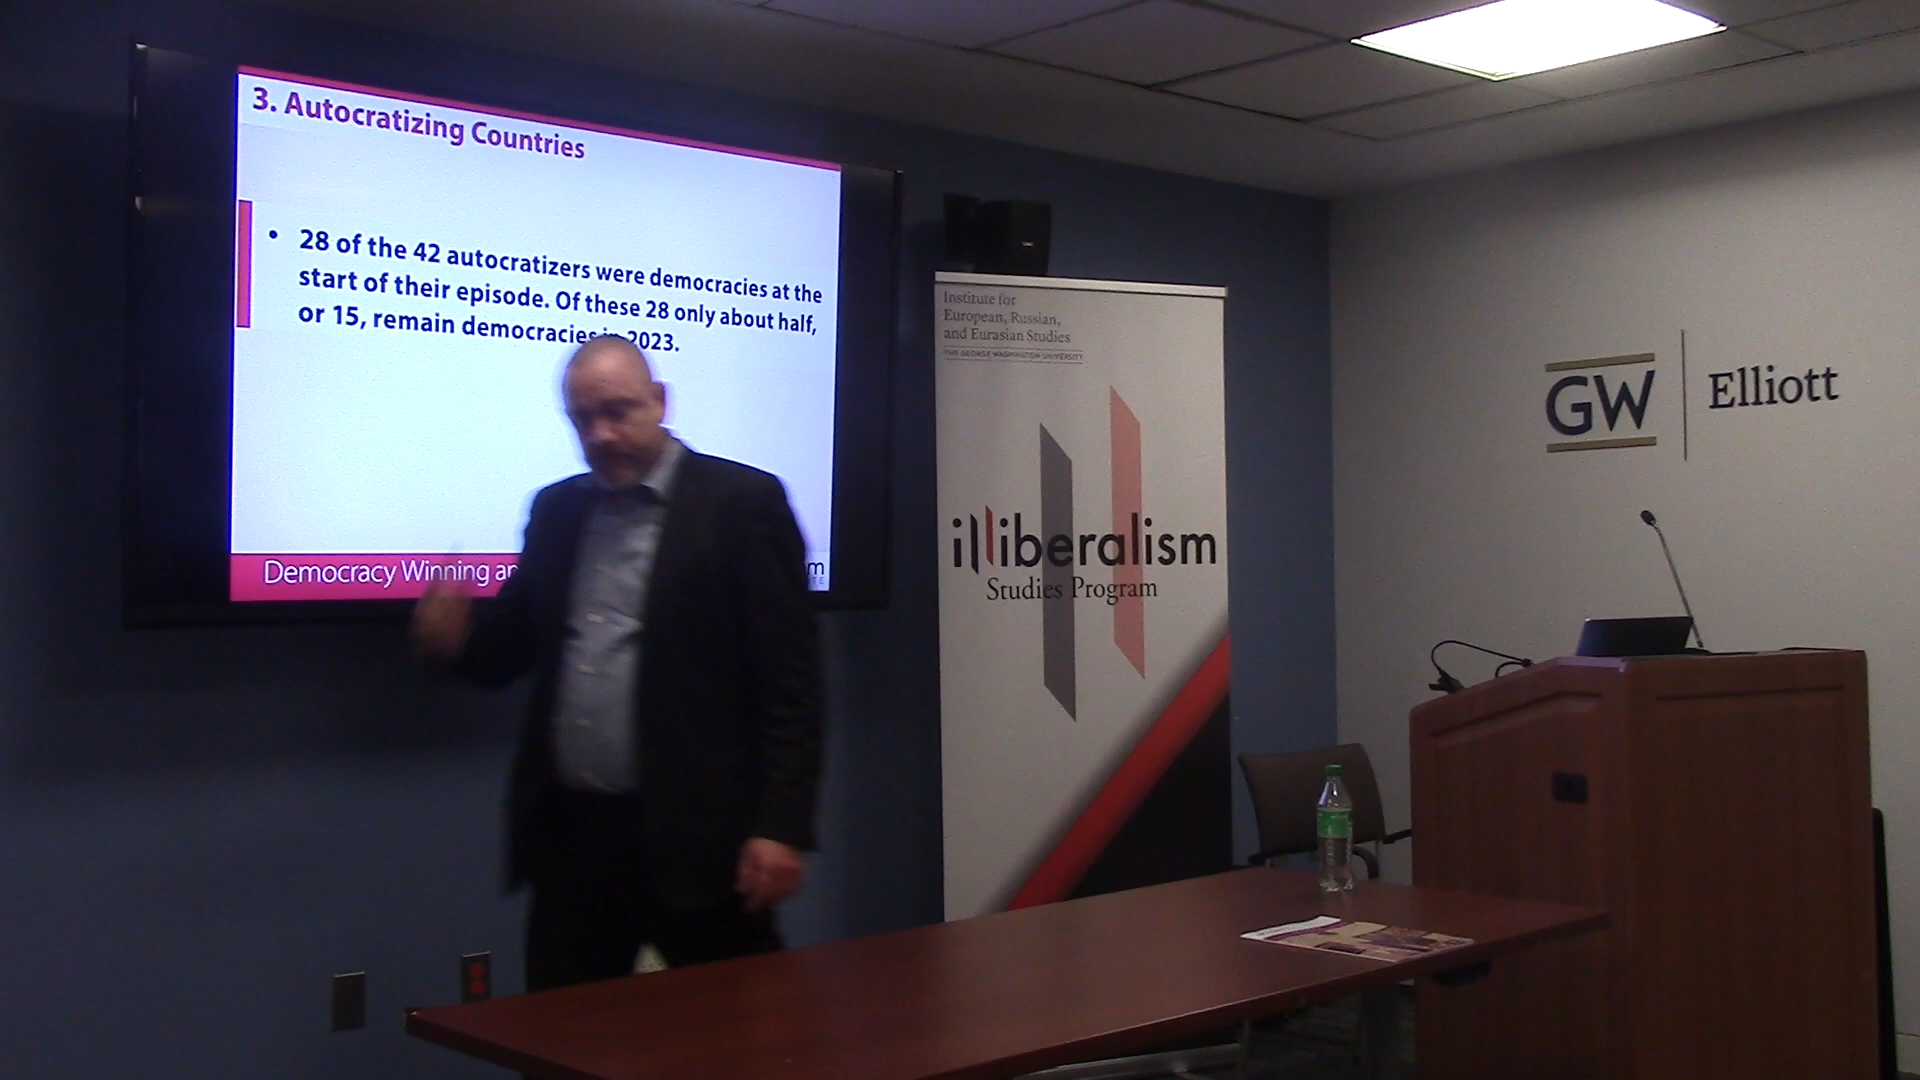 3. Autocratizing Countries
• 28 of the 42 autocratizers were democracies at the
start of their episode. Of these 28 only about half,
or 15, remain democracies in 2023.
Democracy Winning an
Institute for
European, Russian,
and Eurasian Studies
THE GEORGE WASHINGTON UNIVERSITY
illiberalism
Studies Program
GW
Elliott